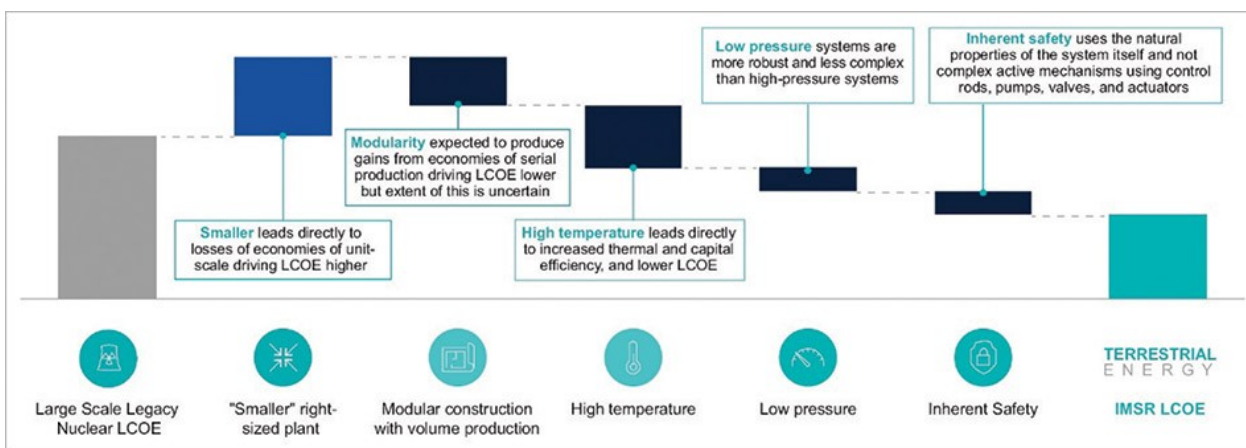 Low pressure systems are
more robust and less complex
than high-pressure systems
Inherent safety uses the natural
properties of the system itself and not
complex active mechanisms using control
rods, pumps, valves, and actuators
Modularity expected to produce
gains from economies of serial
production driving LCOE lower
but extent of this is uncertain
Smaller leads directly to
losses of economies of unit-
scale driving LCOE higher
High temperature leads directly
to increased thermal and capital
efficiency, and lower LCOE
Large Scale Legacy
Nuclear LCOE
"Smaller" right-
sized plant
Modular construction
with volume production
High temperature
Low pressure
Inherent Safety
TERRESTRIAL
ENERGY
IMSR LCOE